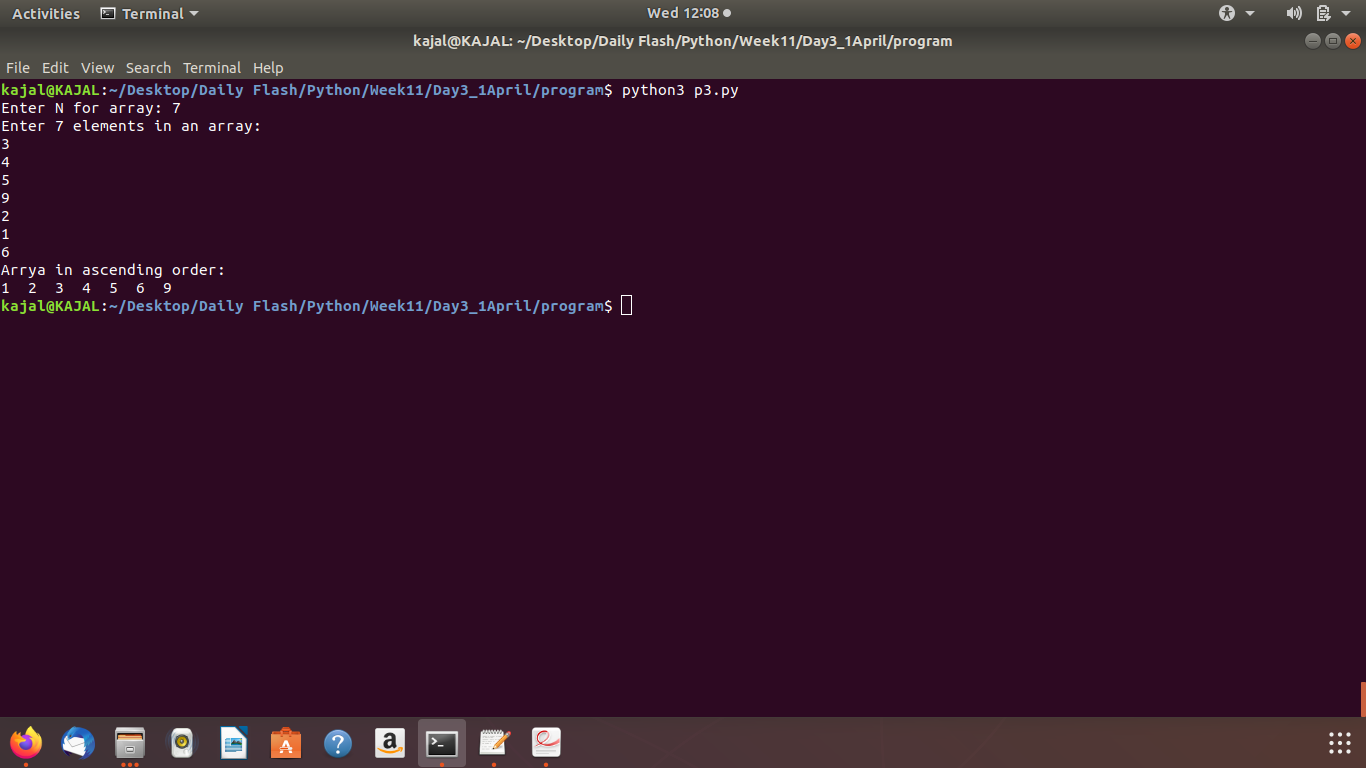 Activities Terminal Wed 12:08
kajal@KAJAL: ~/Desktop/Daily Flash/Python/Week11/Day3_1April/program
File Edit View Search Terminal Help
kajal@KAJAL:~/Desktop/Daily Flash/Python/Week11/Day3_1April/program$ python3 p3.py
Enter N for array: 7
Enter 7 elements in an array:
3
4
5
9
2
1
6
Arrya in ascending order:
1 2 3 4 5 6 9
kajal@KAJAL:~/Desktop/Daily Flash/Python/Week11/Day3_1April/program$